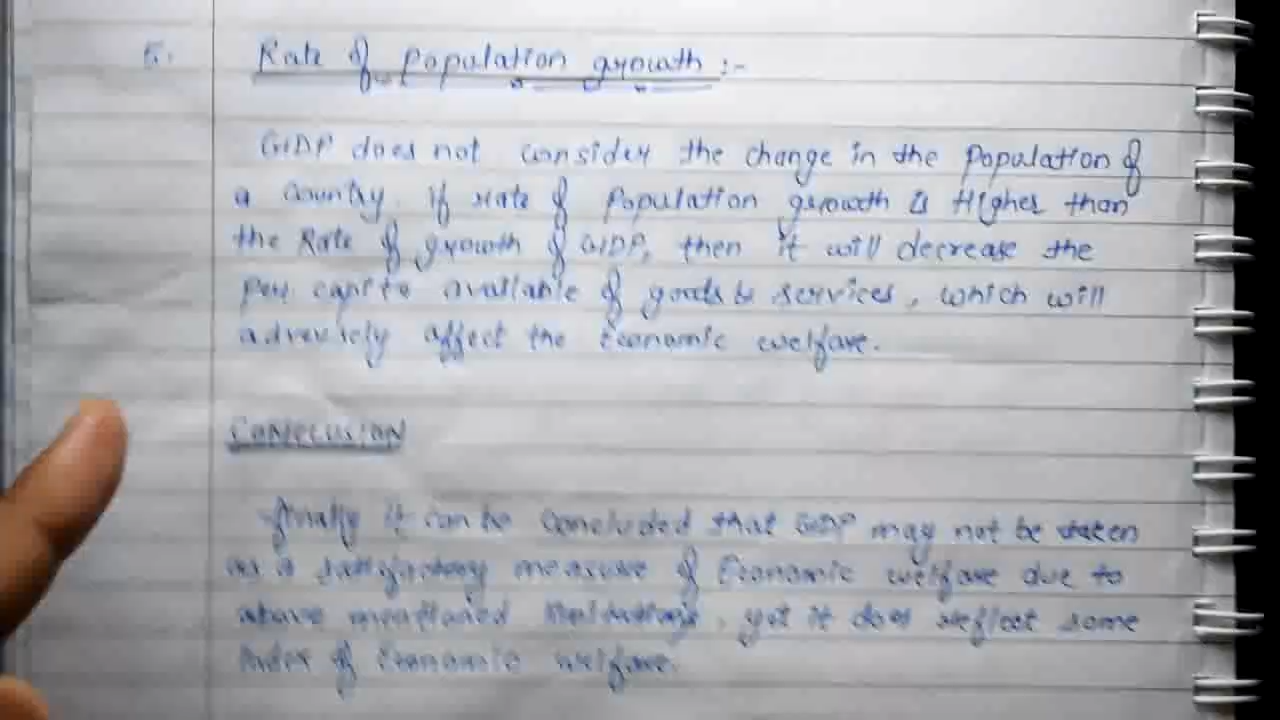 5. Rate of population growth :-
GDP does not consider the change in the population of
a country. If rate of population growth is Higher than
the Rate of growth of GDP, then it will decrease the
per capita available of goods & services, which will
adversely affect the Economic welfare.
CONCLUSION
Finally it can be concluded that GDP may not be taken
as a satisfactory measure of Economic welfare due to
above mentioned, yet it does reflect some
index of Economic welfare.